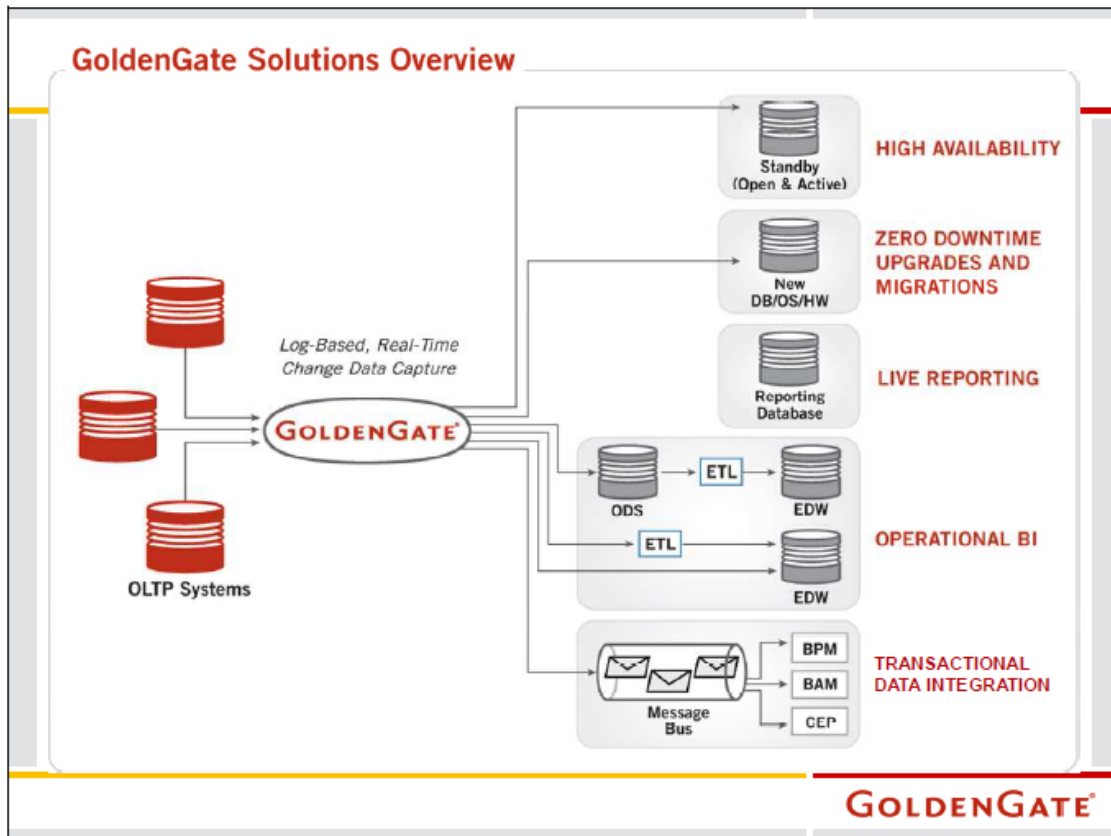 GoldenGate Solutions Overview
Standby
(Open & Active)
HIGH AVAILABILITY
New
DB/OS/HW
ZERO DOWNTIME
UPGRADES AND
MIGRATIONS
Log-Based, Real-Time
Change Data Capture
GOLDENGATE®
Reporting
Database
LIVE REPORTING
ODS
ETL
EDW
ETL
EDW
OPERATIONAL BI
OLTP Systems
Message
Bus
BPM
BAM
CEP
TRANSACTIONAL
DATA INTEGRATION
GOLDENGATE®